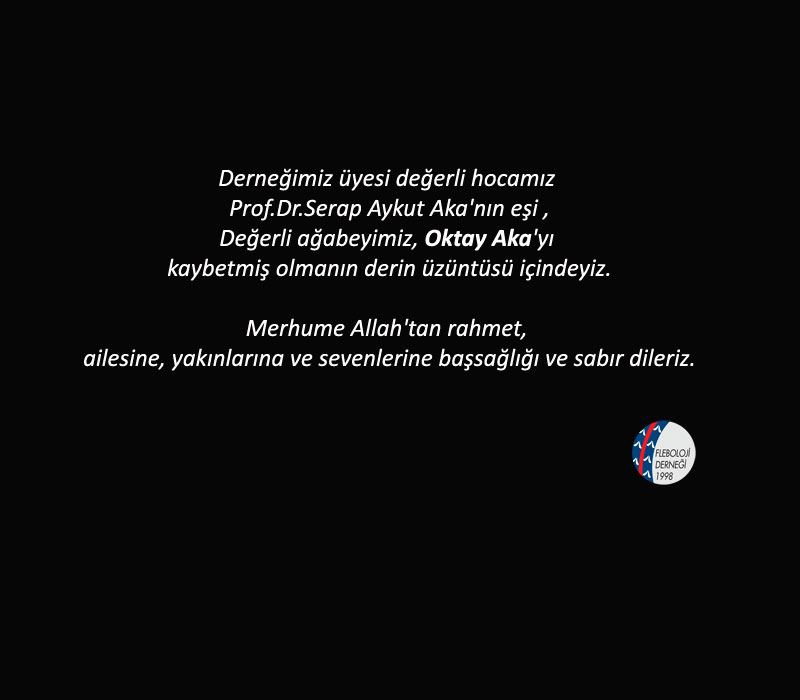 Derneğimiz üyesi değerli hocamız
Prof.Dr.Serap Aykut Aka'nın eşi ,
Değerli ağabeyimiz, Oktay Aka'yı
kaybetmiş olmanın derin üzüntüsü içindeyiz.
Merhume Allah'tan rahmet,
ailesine, yakınlarına ve sevenlerine başsağlığı ve sabır dileriz.
FLEBOLOJİ
DERNEĞİ
1998